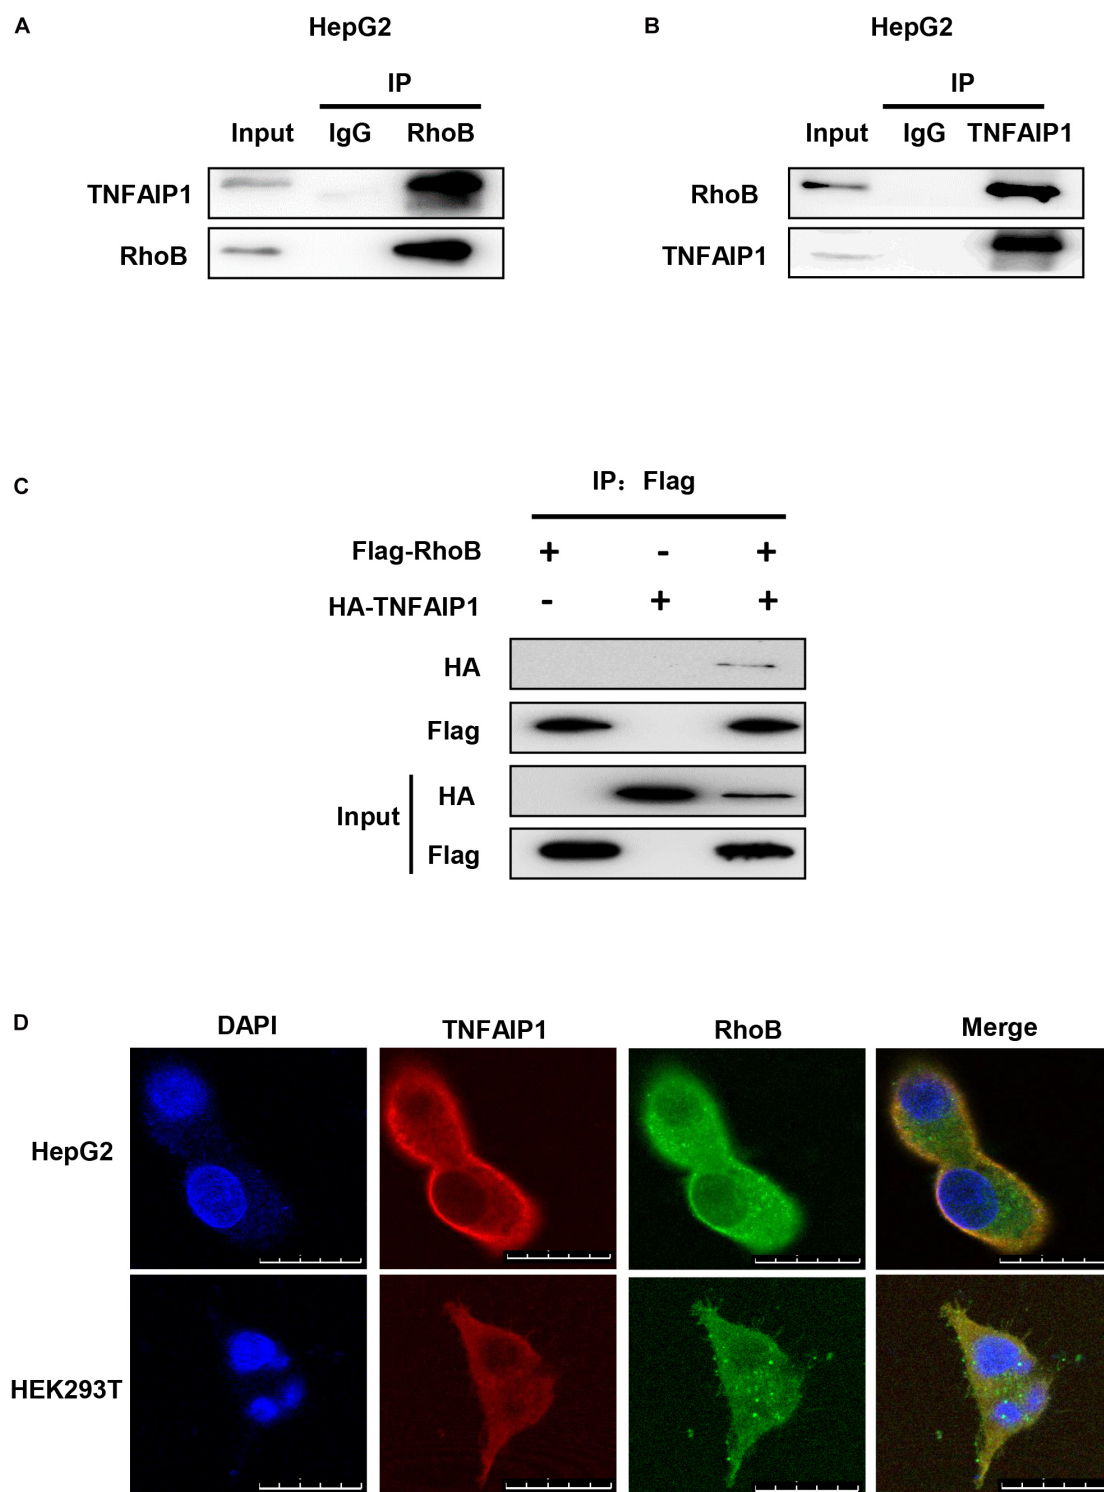 A
HepG2
IP
Input IgG RhoB
TNFAIP1
RhoB
B
HepG2
IP
Input IgG TNFAIP1
RhoB
TNFAIP1
C
IP：Flag
Flag-RhoB + - +
HA-TNFAIP1 - + +
HA
Flag
Input
HA
Flag
D
DAPI TNFAIP1 RhoB Merge
HepG2
HEK293T